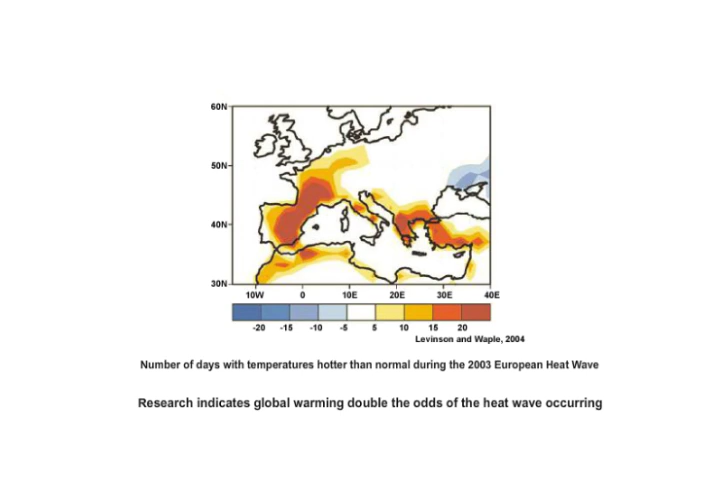 60N
50N
40N
30N
10W 0 10E 20E 30E 40E
-20 -15 -10 -5 5 10 15 20
Levinson and Waple, 2004
Number of days with temperatures hotter than normal during the 2003 European Heat Wave
Research indicates global warming double the odds of the heat wave occurring